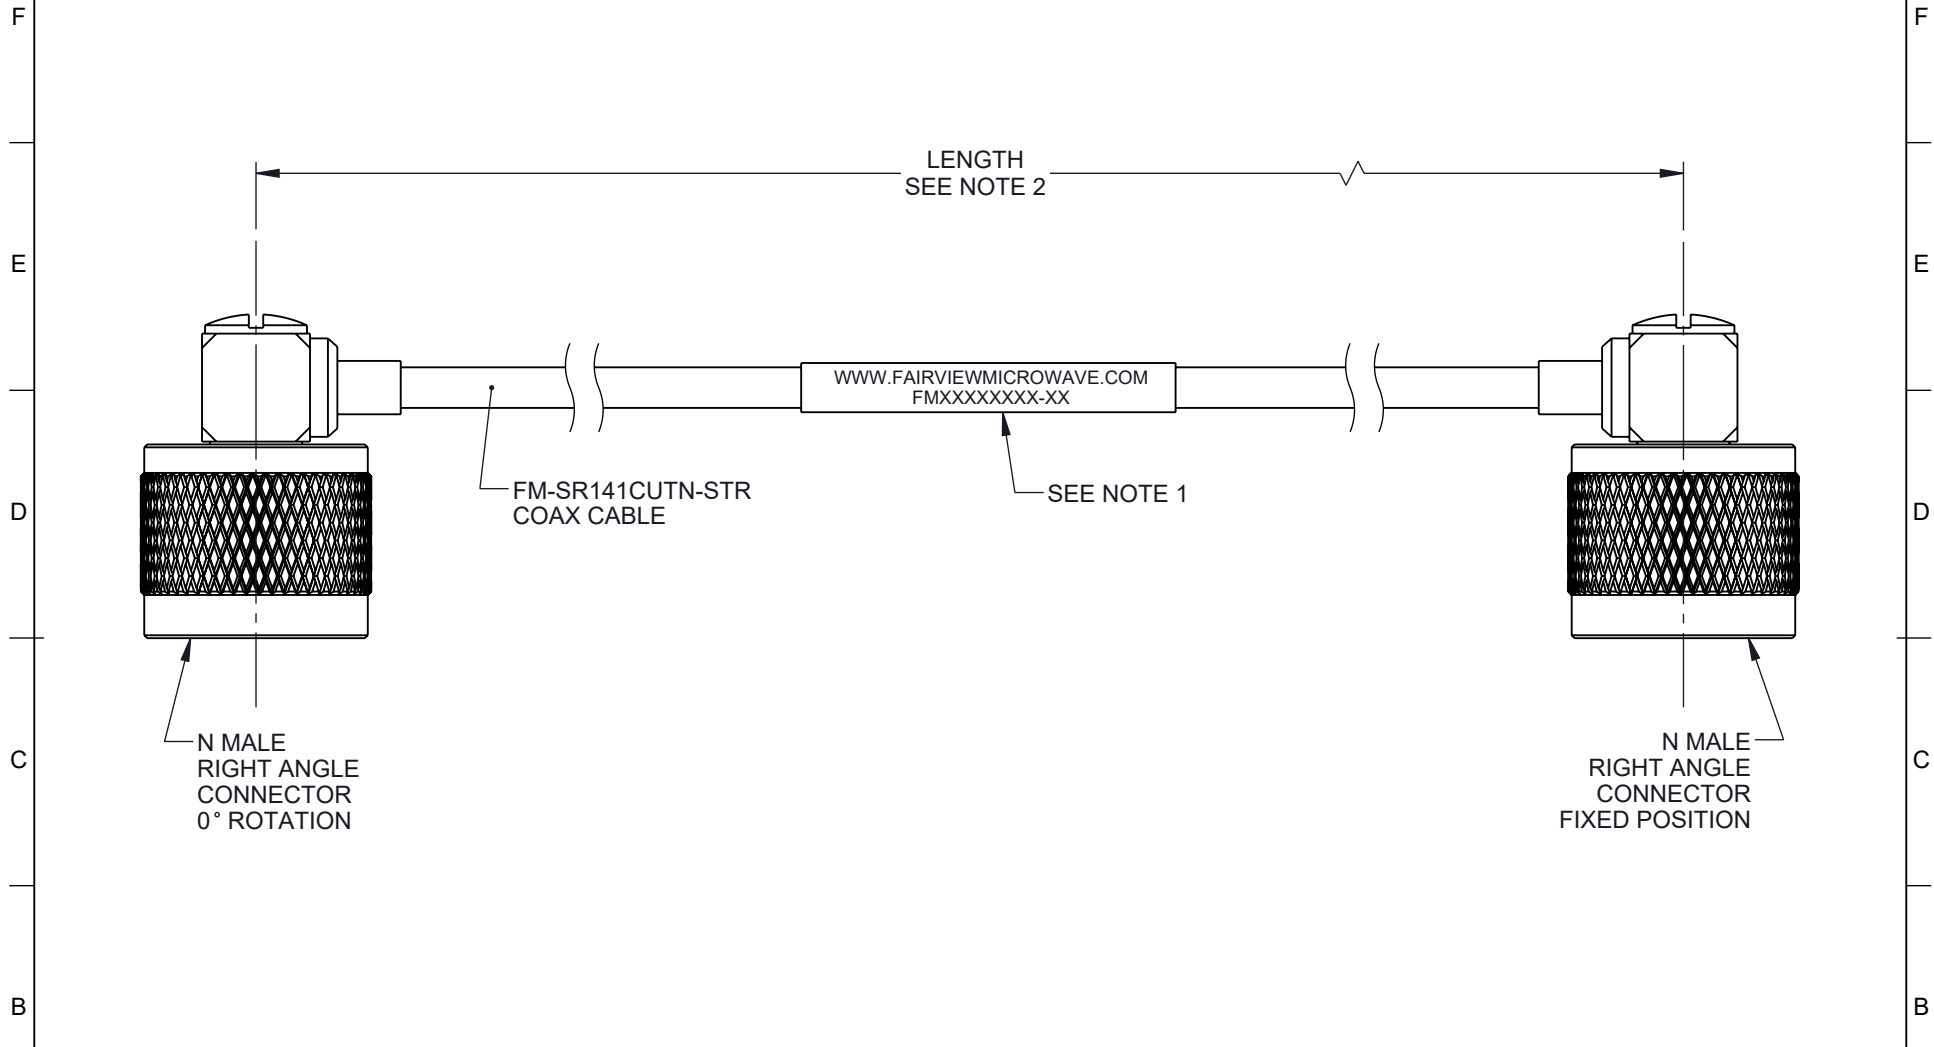 F
F
LENGTH
SEE NOTE 2
E
E
WWW.FAIRVIEWMICROWAVE.COM
FMXXXXXXXX-XX
FM-SR141CUTN-STR
COAX CABLE
SEE NOTE 1
D
D
N MALE
RIGHT ANGLE
CONNECTOR
0° ROTATION
N MALE
RIGHT ANGLE
CONNECTOR
FIXED POSITION
C
C
B
B